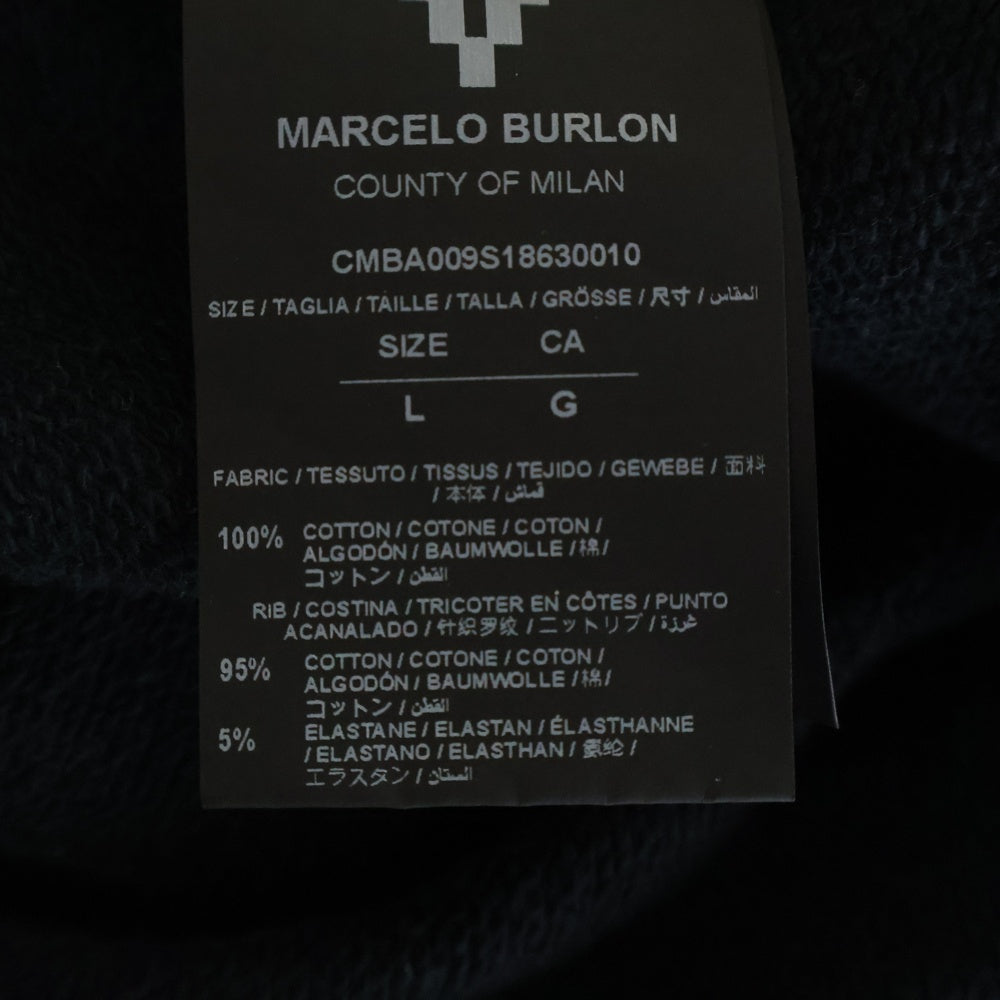 MARCELO BURLON
COUNTY OF MILAN
CMBA009S18630010
SIZE / TAGLIA / TAILLE / TALLA / GRÖSSE / 尺寸 / المقاس
SIZE CA
L G
FABRIC / TESSUTO / TISSUS / TEJIDO / GEWEBE / 面料
/ 本体 / قماش
100% COTTON / COTONE / COTON /
ALGODÓN / BAUMWOLLE / 棉 /
コットン / القطن
RIB / COSTINA / TRICOTER EN CÔTES / PUNTO
ACANALADO / 针织罗纹 / ニットリブ / غرزة
95% COTTON / COTONE / COTON /
ALGODÓN / BAUMWOLLE / 棉 /
コットン / القطن
5% ELASTANE / ELASTAN / ÉLASTHANNE
/ ELASTANO / ELASTHAN /
エラスタン /